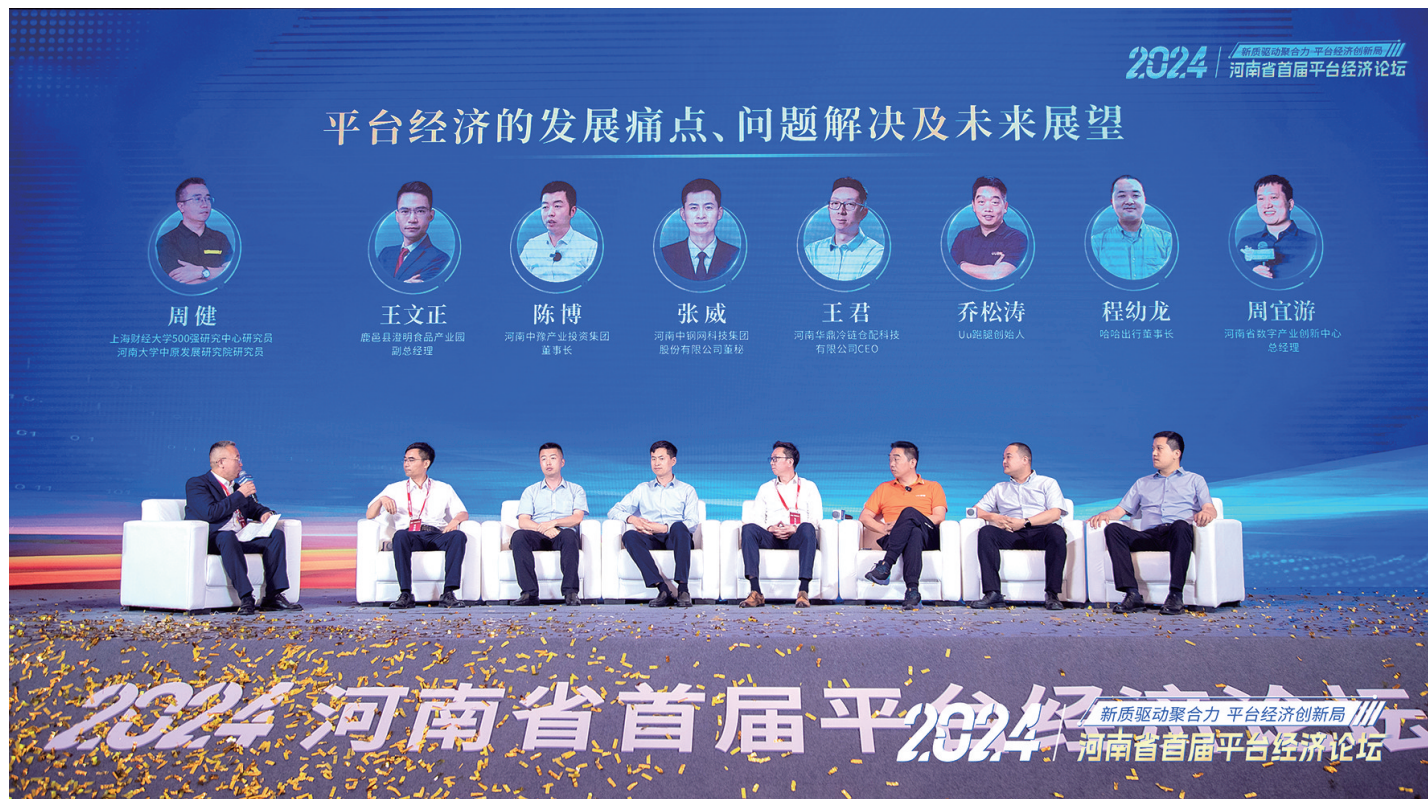 2024
新质驱动聚合力 平台经济创新局
河南省首届平台经济论坛
平台经济的发展痛点、问题解决及未来展望
周健
上海财经大学500强研究中心研究员
河南大学中原发展研究院研究员
王文正
鹿邑县澄明食品产业园
副总经理
陈博
河南中豫产业投资集团
董事长
张威
河南中钢网科技集团
股份有限公司董秘
王君
河南华鼎冷链仓配科技
有限公司CEO
乔松涛
Uu跑腿创始人
程幼龙
哈哈出行董事长
周宜游
河南省数字产业创新中心
总经理
2024 河南省首届平台经济论坛
2024
新质驱动聚合力 平台经济创新局
河南省首届平台经济论坛